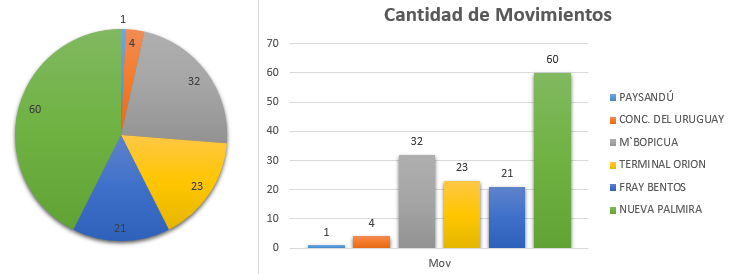 1
4
32
60
23
21
Cantidad de Movimientos
70
60
50
40
30
20
10
0
1
4
32
23
21
60
Mov
PAYSANDÚ
CONC. DEL URUGUAY
M`BOPICUA
TERMINAL ORION
FRAY BENTOS
NUEVA PALMIRA